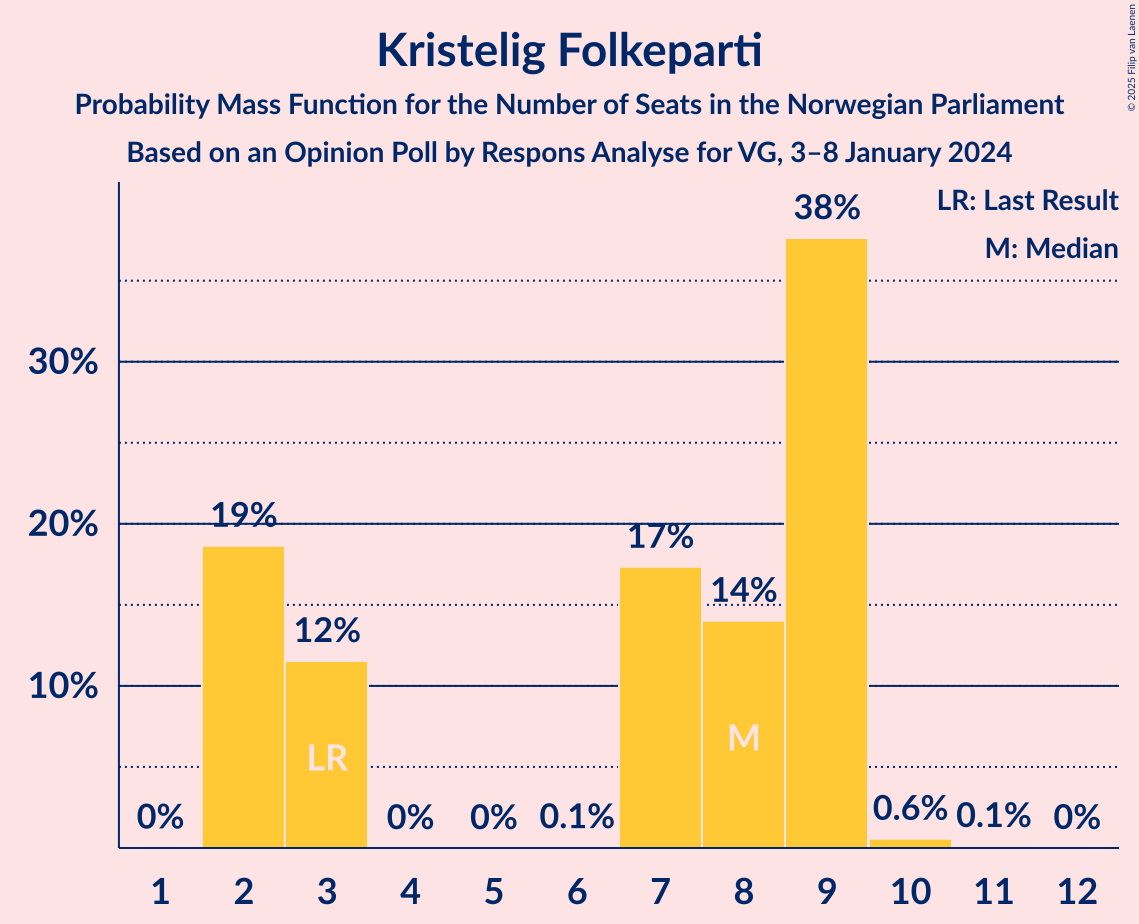 © 2025 Filip van Laenen
Kristelig Folkeparti
Probability Mass Function for the Number of Seats in the Norwegian Parliament
Based on an Opinion Poll by Respons Analyse for VG, 3–8 January 2024
LR: Last Result
M: Median
38%
30%
20%
19%
17%
14%
12%
10%
LR
M
0%
0%
0%
0.1%
0.6%
0.1%
0%
1 2 3 4 5 6 7 8 9 10 11 12